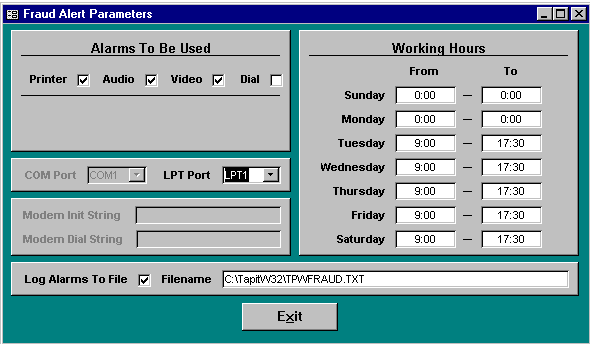 Fraud Alert Parameters
Alarms To Be Used
Printer Audio Video Dial
COM Port COM1 LPT Port LPT1
Modem Init String
Modem Dial String
Working Hours
From To
Sunday 0:00 — 0:00
Monday 0:00 — 0:00
Tuesday 9:00 — 17:30
Wednesday 9:00 — 17:30
Thursday 9:00 — 17:30
Friday 9:00 — 17:30
Saturday 9:00 — 17:30
Log Alarms To File Filename C:\TapitW32\TPWFRAUD.TXT
Exit